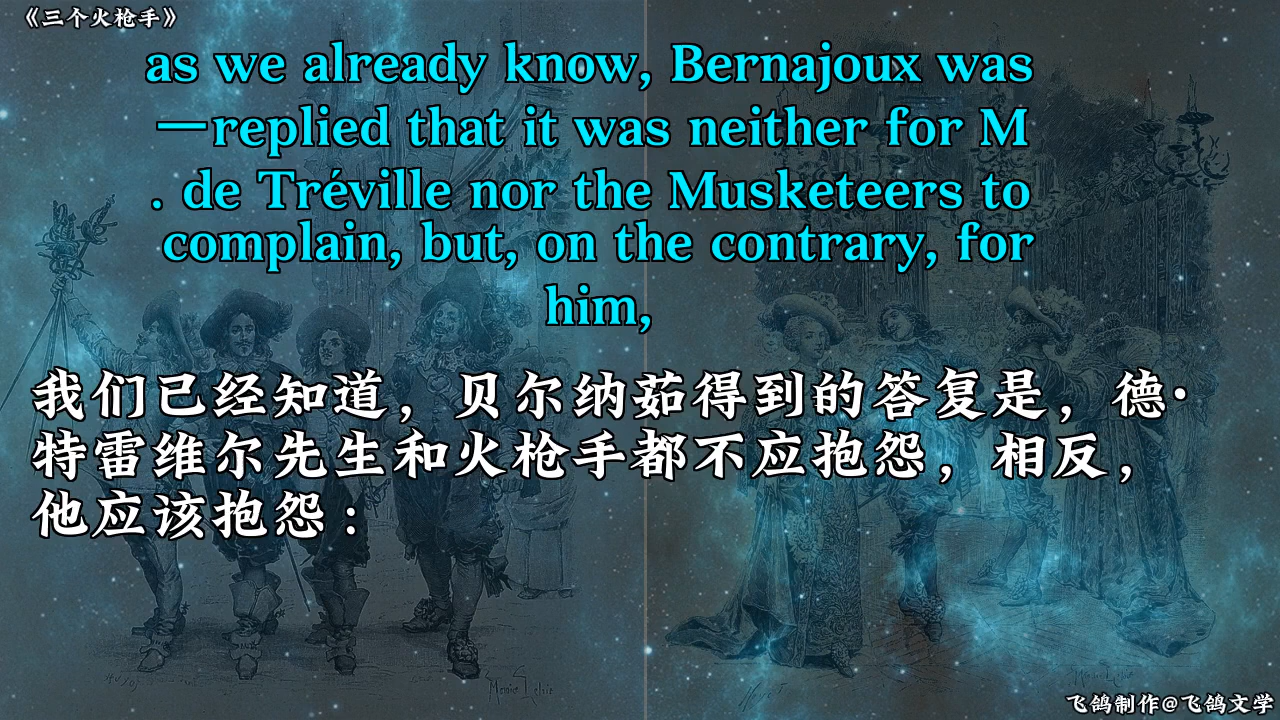 《三个火枪手》
as we already know, Bernajoux was
—replied that it was neither for M
. de Tréville nor the Musketeers to
complain, but, on the contrary, for
him,
我们已经知道，贝尔纳茹得到的答复是，德·
特雷维尔先生和火枪手都不应抱怨，相反，
他应该抱怨：
飞鸽制作@飞鸽文学